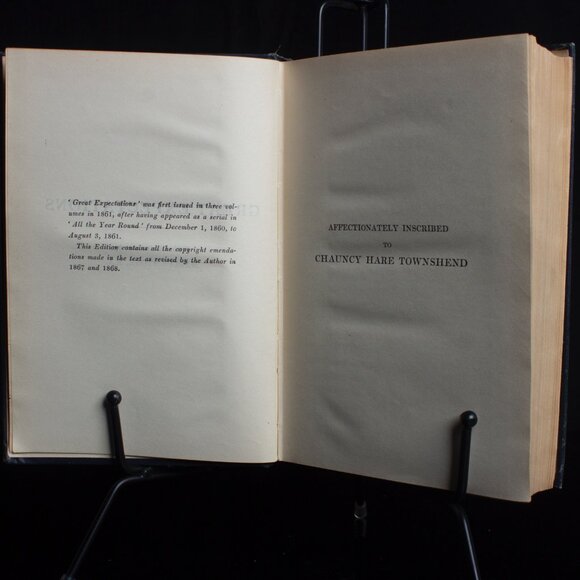 'Great Expectations' was first issued in three vol-
umes in 1861, after having appeared as a serial in
'All the Year Round' from December 1, 1860, to
August 3, 1861.
This Edition contains all the copyright emenda-
tions made in the text as revised by the Author in
1867 and 1868.
AFFECTIONATELY INSCRIBED
TO
CHAUNCY HARE TOWNSHEND